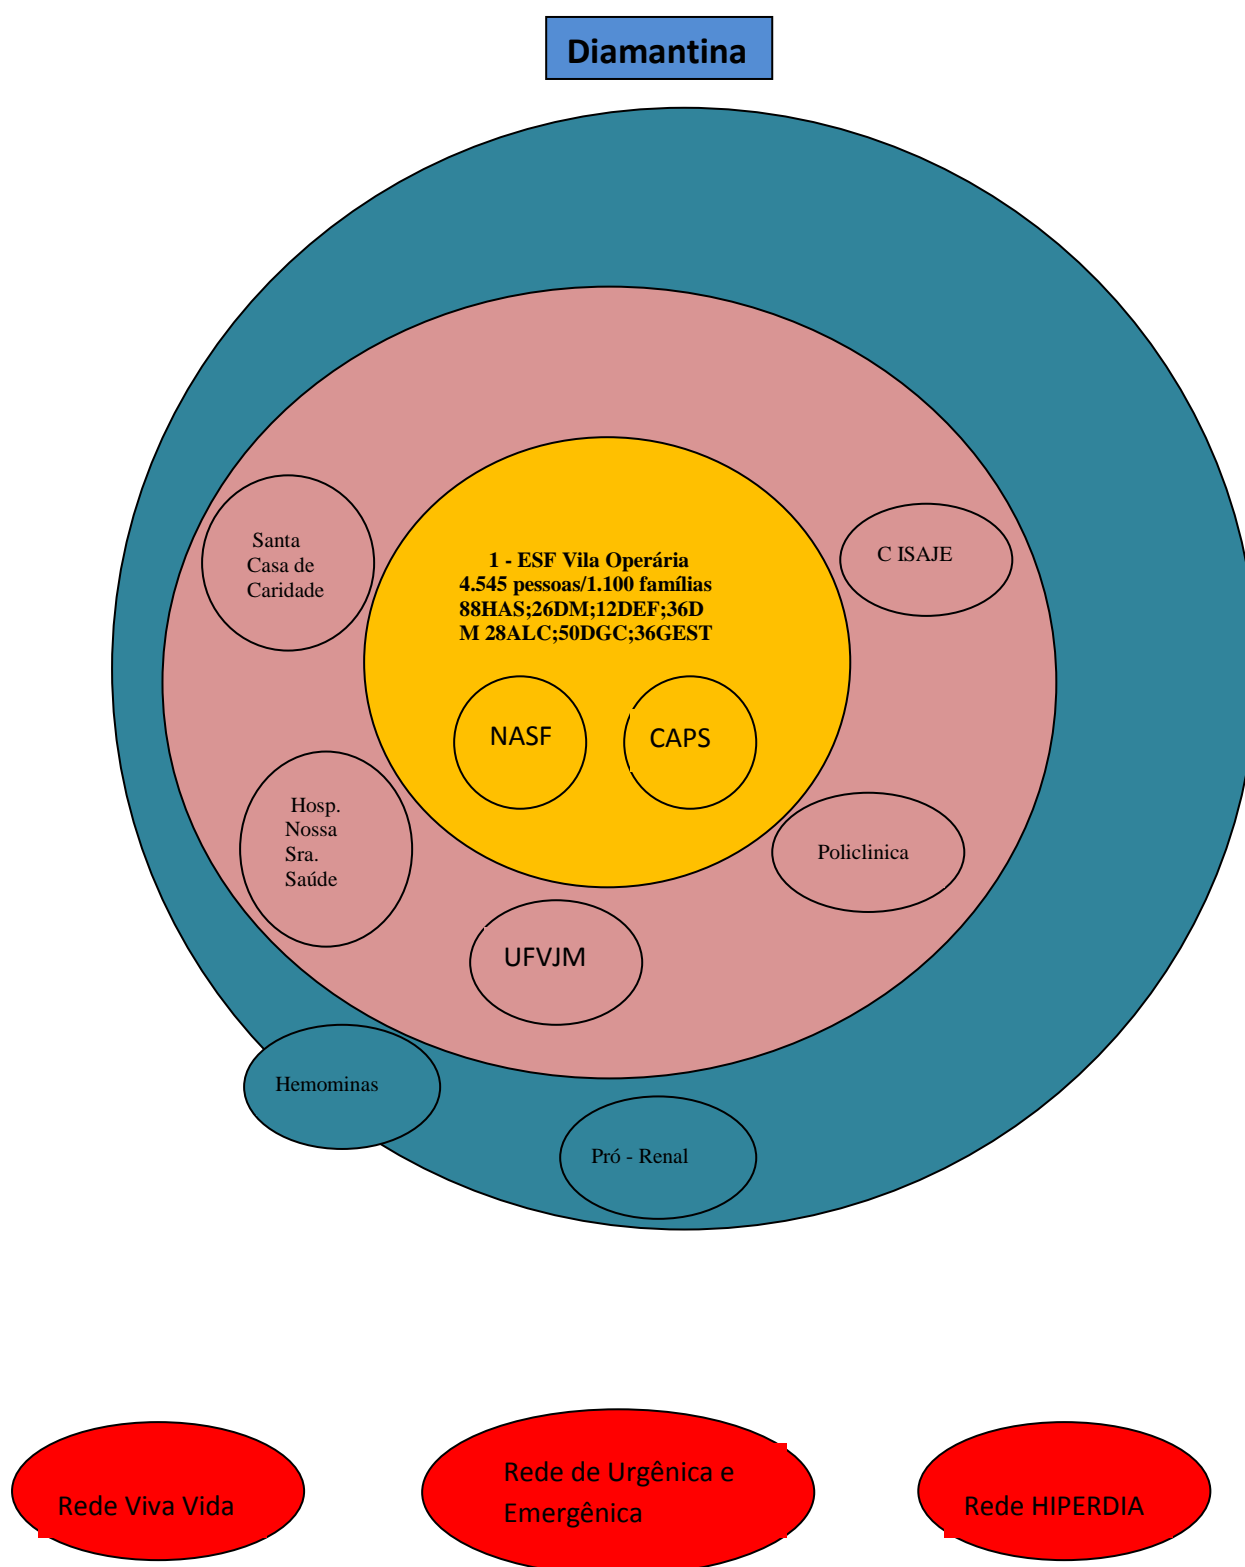 Diamantina
Santa
Casa de
Caridade
1 - ESF Vila Operária
4.545 pessoas/1.100 famílias
88HAS;26DM;12DEF;36D
M 28ALC;50DGC;36GEST
C ISAJE
NASF
CAPS
Hosp.
Nossa
Sra.
Saúde
Policlinica
UFVJM
Hemominas
Pró - Renal
Rede Viva Vida
Rede de Urgênica e
Emergênica
Rede HIPERDIA